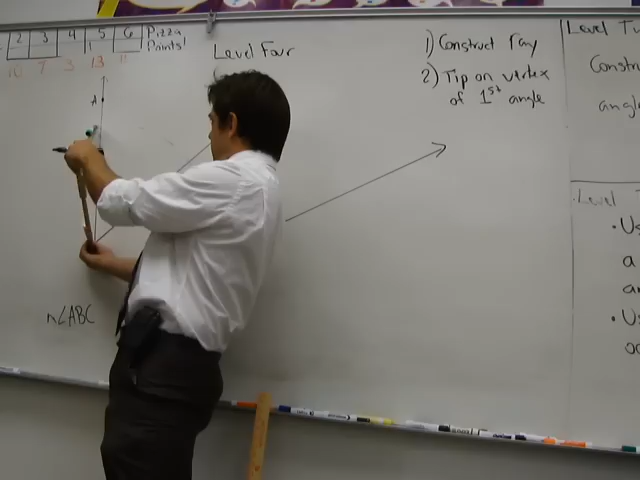 2 3 4 5 6 Pizza
Points!
10 7 3 13 11
Level Four
1) Construct Ray
2) Tip on vertex
of 1st angle
A
m∠ABC
Level
Constr
angle
Level
Us
a
an
Us